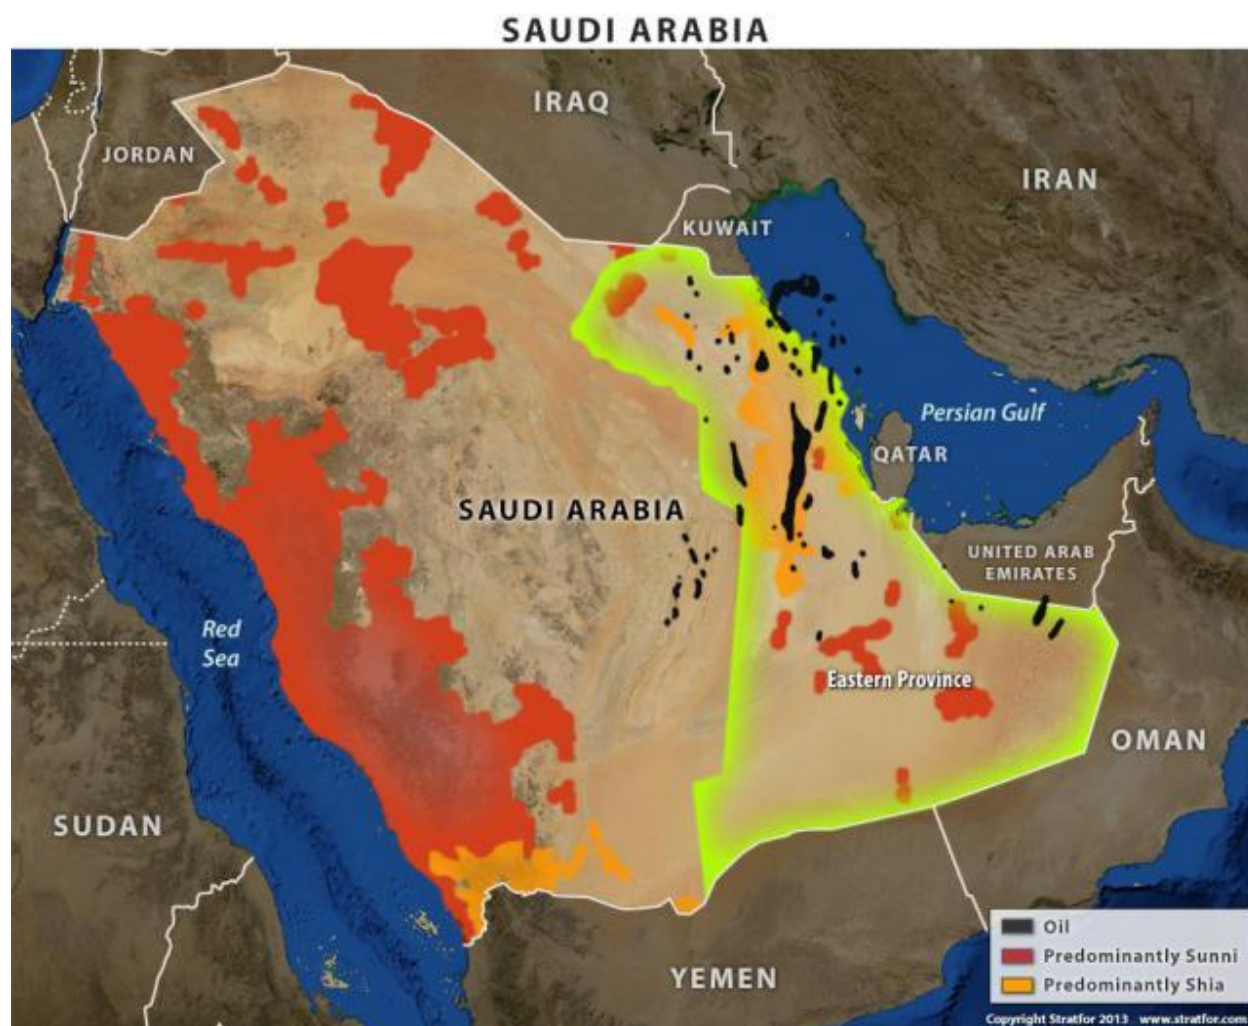 SAUDI ARABIA
IRAQ
JORDAN
IRAN
KUWAIT
Persian Gulf
QATAR
SAUDI ARABIA
UNITED ARAB
EMIRATES
Red
Sea
Eastern Province
OMAN
SUDAN
YEMEN
Oil
Predominantly Sunni
Predominantly Shia
Copyright Stratfor 2013 www.stratfor.com